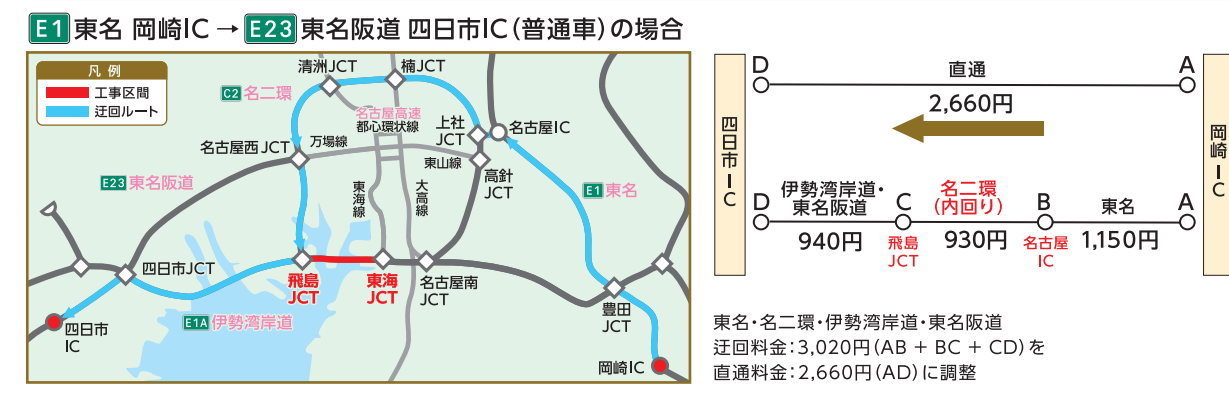 E1 東名 岡崎IC → E23 東名阪道 四日市IC（普通車）の場合
凡例
工事区間
迂回ルート
清洲JCT
楠JCT
C2 名二環
名古屋高速
都心環状線
上社
JCT
名古屋IC
名古屋西JCT
万場線
東山線
高針
JCT
E23 東名阪道
東海線
大高線
E1 東名
四日市JCT
飛島
JCT
東海
JCT
名古屋南
JCT
四日市
IC
E1A 伊勢湾岸道
豊田
JCT
岡崎IC
四日市IC
岡崎IC
D
直通
A
2,660円
D
伊勢湾岸道・
東名阪道
C
名二環
(内回り)
B
東名
A
940円
飛島
JCT
930円
名古屋
IC
1,150円
東名・名二環・伊勢湾岸道・東名阪道
迂回料金：3,020円（AB + BC + CD）を
直通料金：2,660円（AD）に調整